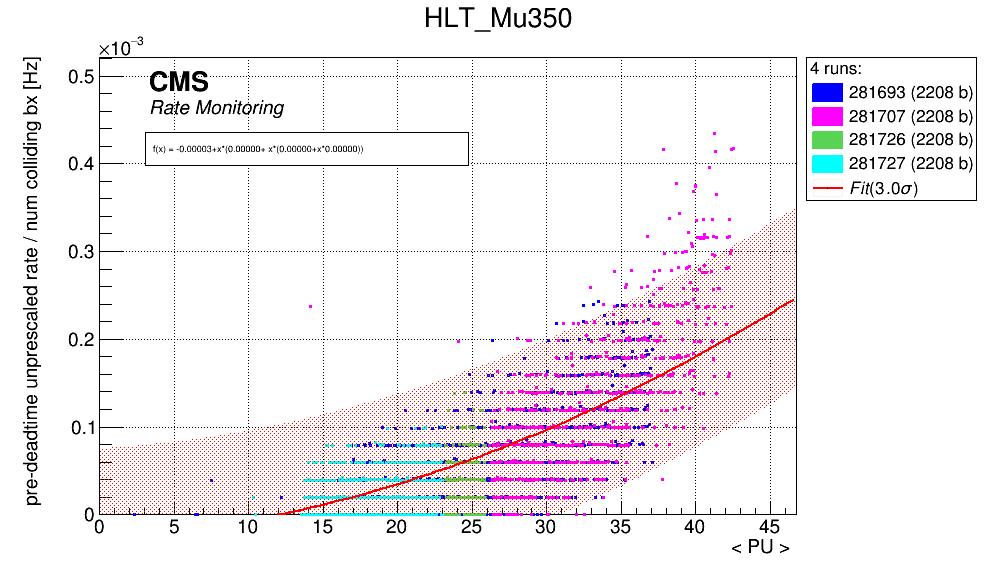 HLT_Mu350
×10⁻³
pre-deadtime unprescaled rate / num colliding bx [Hz]
0.5
0.4
0.3
0.2
0.1
0
CMS
Rate Monitoring
f(x) = -0.00003+x*(0.00000+ x*(0.00000+x*0.00000))
4 runs:
281693 (2208 b)
281707 (2208 b)
281726 (2208 b)
281727 (2208 b)
Fit(3.0σ)
0 5 10 15 20 25 30 35 40 45
< PU >